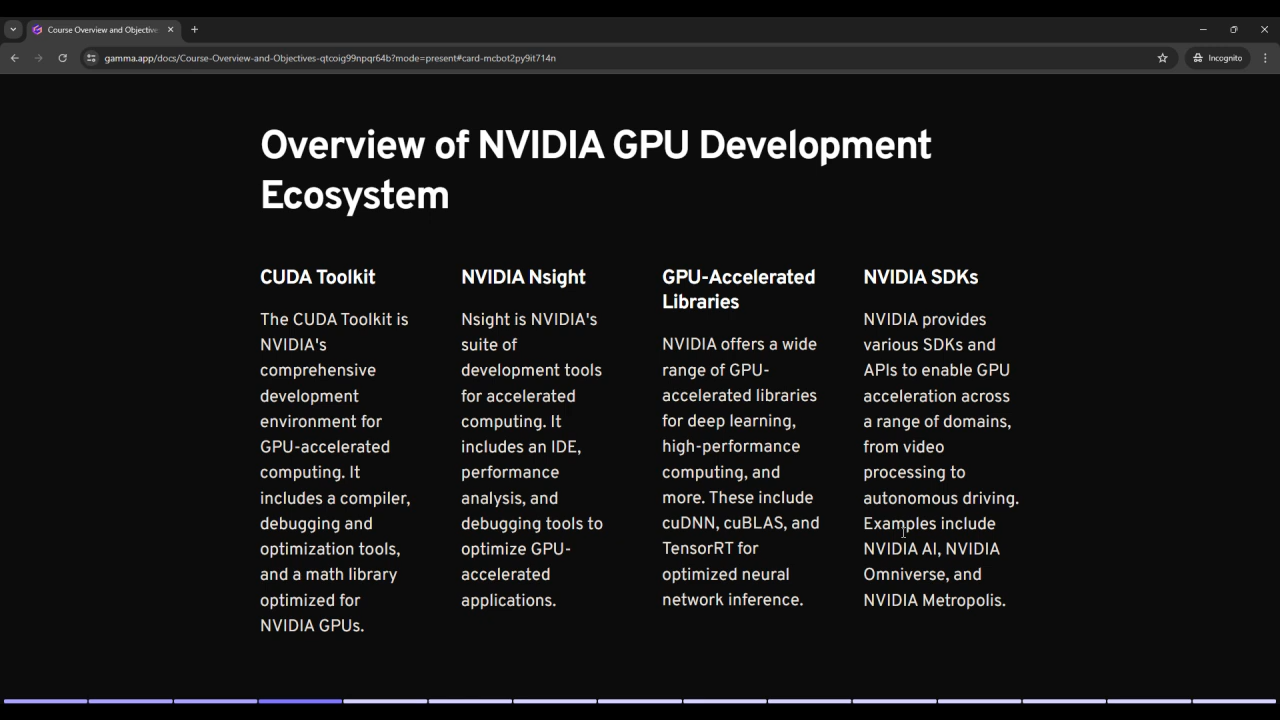 Course Overview and Objective
gamma.app/docs/Course-Overview-and-Objectives-qtcoig99npqr64b?mode=present#card-mcbot2py9it714n
Incognito
Overview of NVIDIA GPU Development
Ecosystem
CUDA Toolkit
The CUDA Toolkit is
NVIDIA's
comprehensive
development
environment for
GPU-accelerated
computing. It
includes a compiler,
debugging and
optimization tools,
and a math library
optimized for
NVIDIA GPUs.
NVIDIA Nsight
Nsight is NVIDIA's
suite of
development tools
for accelerated
computing. It
includes an IDE,
performance
analysis, and
debugging tools to
optimize GPU-
accelerated
applications.
GPU-Accelerated
Libraries
NVIDIA offers a wide
range of GPU-
accelerated libraries
for deep learning,
high-performance
computing, and
more. These include
cuDNN, cuBLAS, and
TensorRT for
optimized neural
network inference.
NVIDIA SDKs
NVIDIA provides
various SDKs and
APIs to enable GPU
acceleration across
a range of domains,
from video
processing to
autonomous driving.
Examples include
NVIDIA AI, NVIDIA
Omniverse, and
NVIDIA Metropolis.